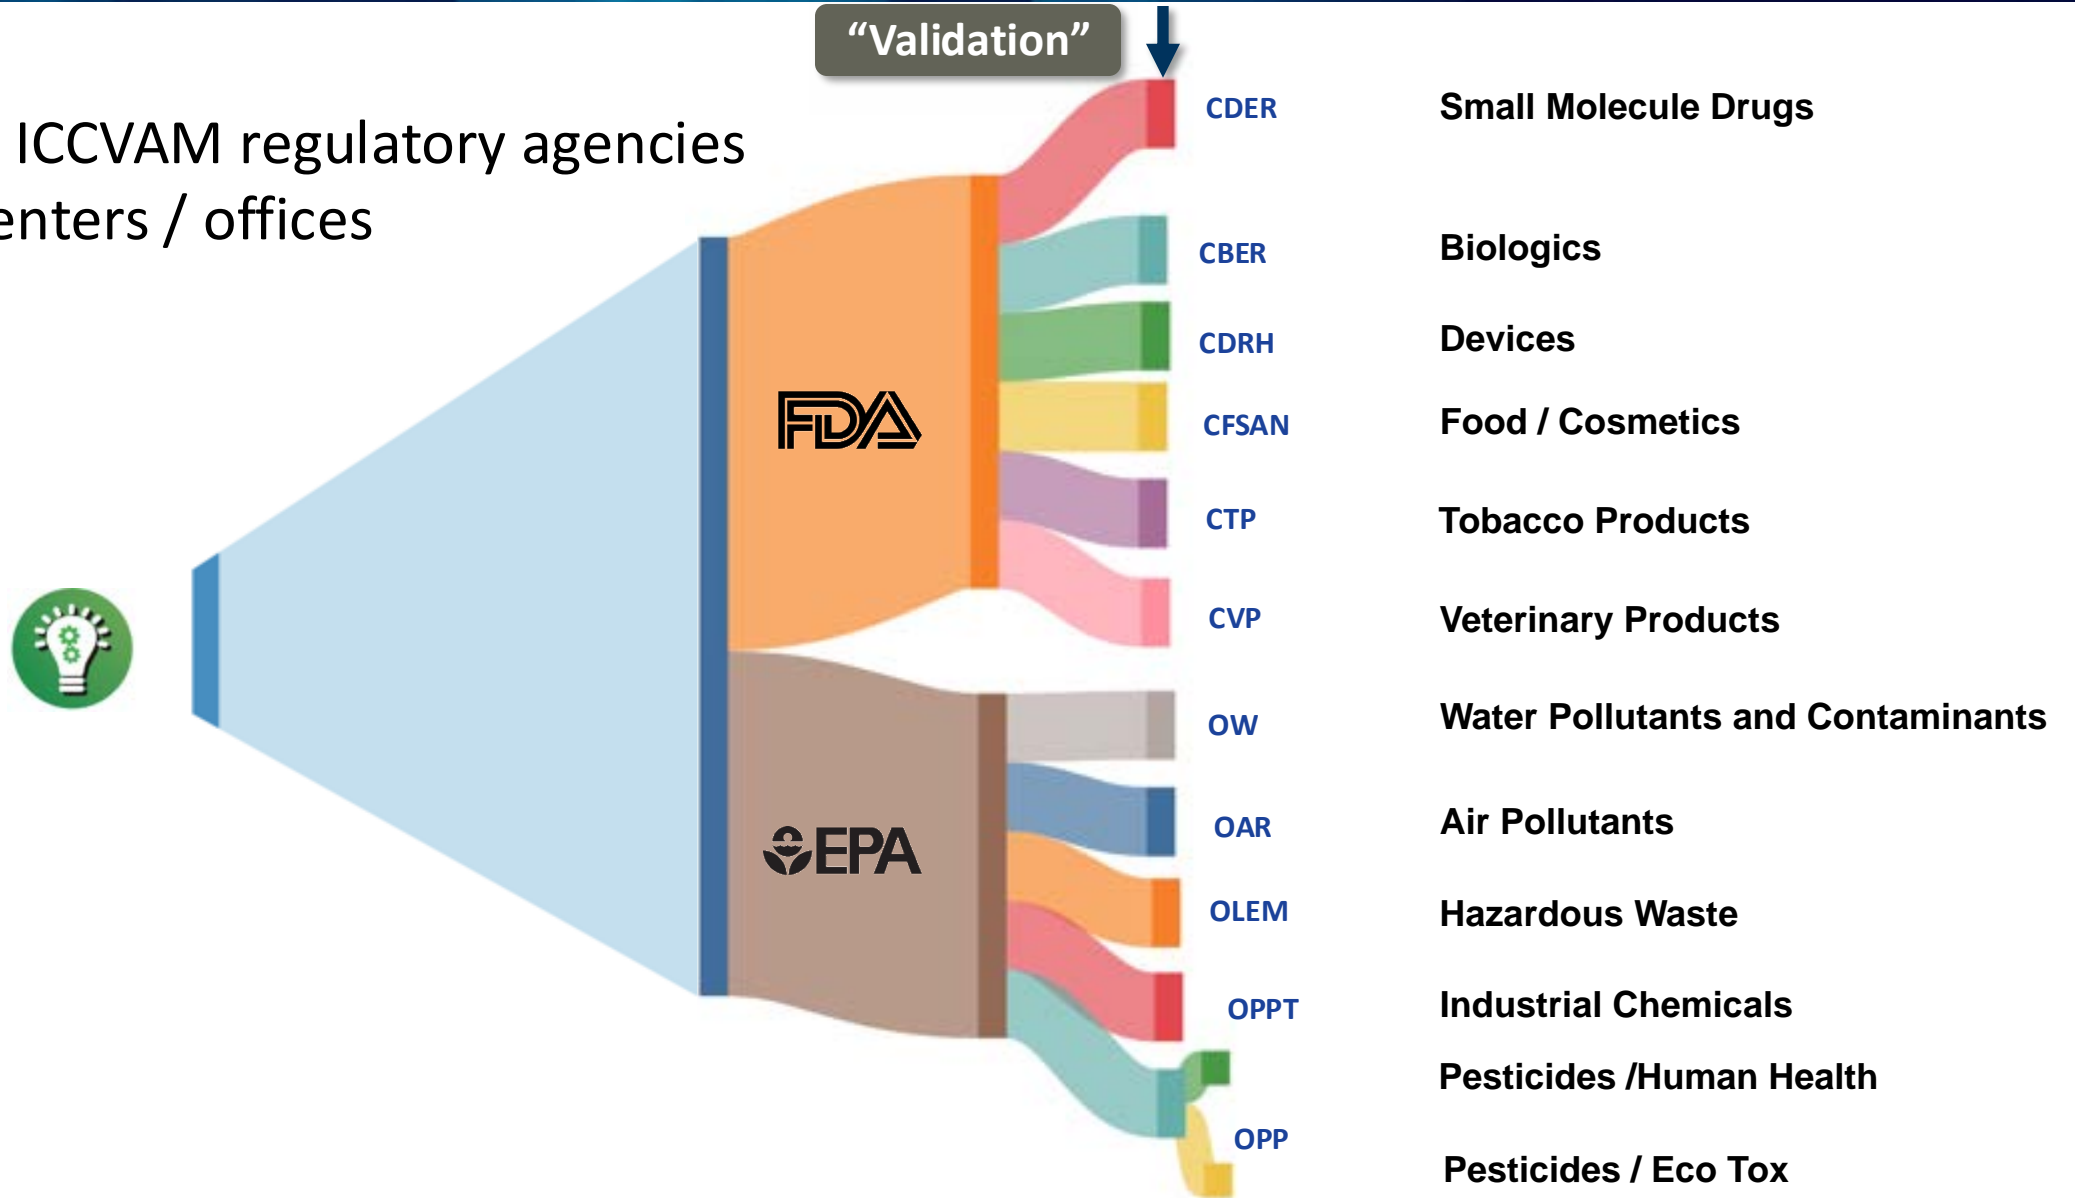 “Validation”
ICCVAM regulatory agencies
enters / offices
CDER Small Molecule Drugs
CBER Biologics
CDRH Devices
FDA
CFSAN Food / Cosmetics
CTP Tobacco Products
CVP Veterinary Products
OW Water Pollutants and Contaminants
OAR Air Pollutants
EPA
OLEM Hazardous Waste
OPPT Industrial Chemicals
Pesticides /Human Health
OPP
Pesticides / Eco Tox